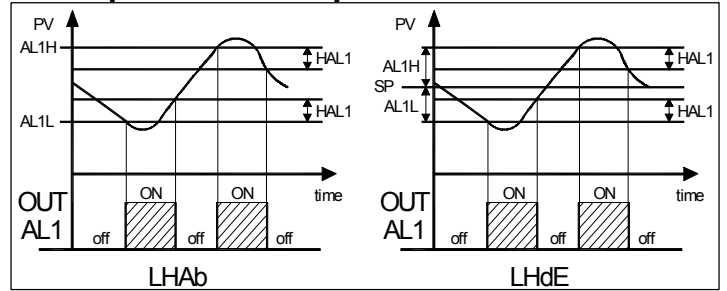 PV
AL1H
HAL1
HAL1
AL1L
time
ON ON
OUT
AL1
off off off
LHAb
PV
AL1H
HAL1
SP
AL1L
HAL1
time
ON ON
OUT
AL1
off off off
LHdE